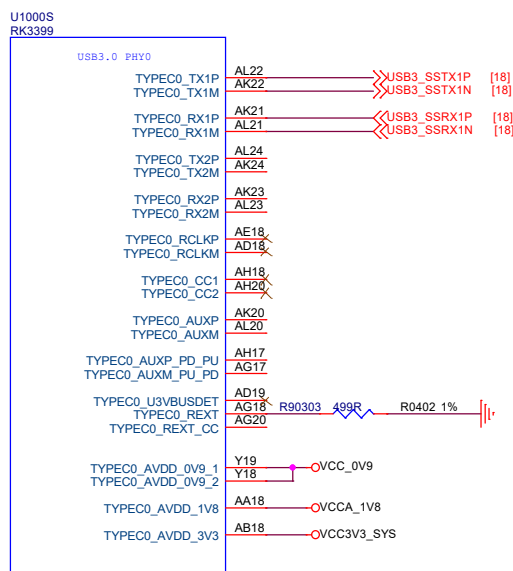 U1000S
RK3399
USB3.0 PHY0
TYPEC0_TX1P AL22 USB3_SSTX1P [18]
TYPEC0_TX1M AK22 USB3_SSTX1N [18]
TYPEC0_RX1P AK21 USB3_SSRX1P [18]
TYPEC0_RX1M AL21 USB3_SSRX1N [18]
TYPEC0_TX2P AL24
TYPEC0_TX2M AK24
TYPEC0_RX2P AK23
TYPEC0_RX2M AL23
TYPEC0_RCLKP AE18
TYPEC0_RCLKM AD18
TYPEC0_CC1 AH18
TYPEC0_CC2 AH20
TYPEC0_AUXP AK20
TYPEC0_AUXM AL20
TYPEC0_AUXP_PD_PU AH17
TYPEC0_AUXM_PU_PD AG17
TYPEC0_U3VBUSDET AD19
TYPEC0_REXT AG18 R90303 499R R0402 1%
TYPEC0_REXT_CC AG20
TYPEC0_AVDD_0V9_1 Y19 VCC_0V9
TYPEC0_AVDD_0V9_2 Y18
TYPEC0_AVDD_1V8 AA18 VCCA_1V8
TYPEC0_AVDD_3V3 AB18 VCC3V3_SYS